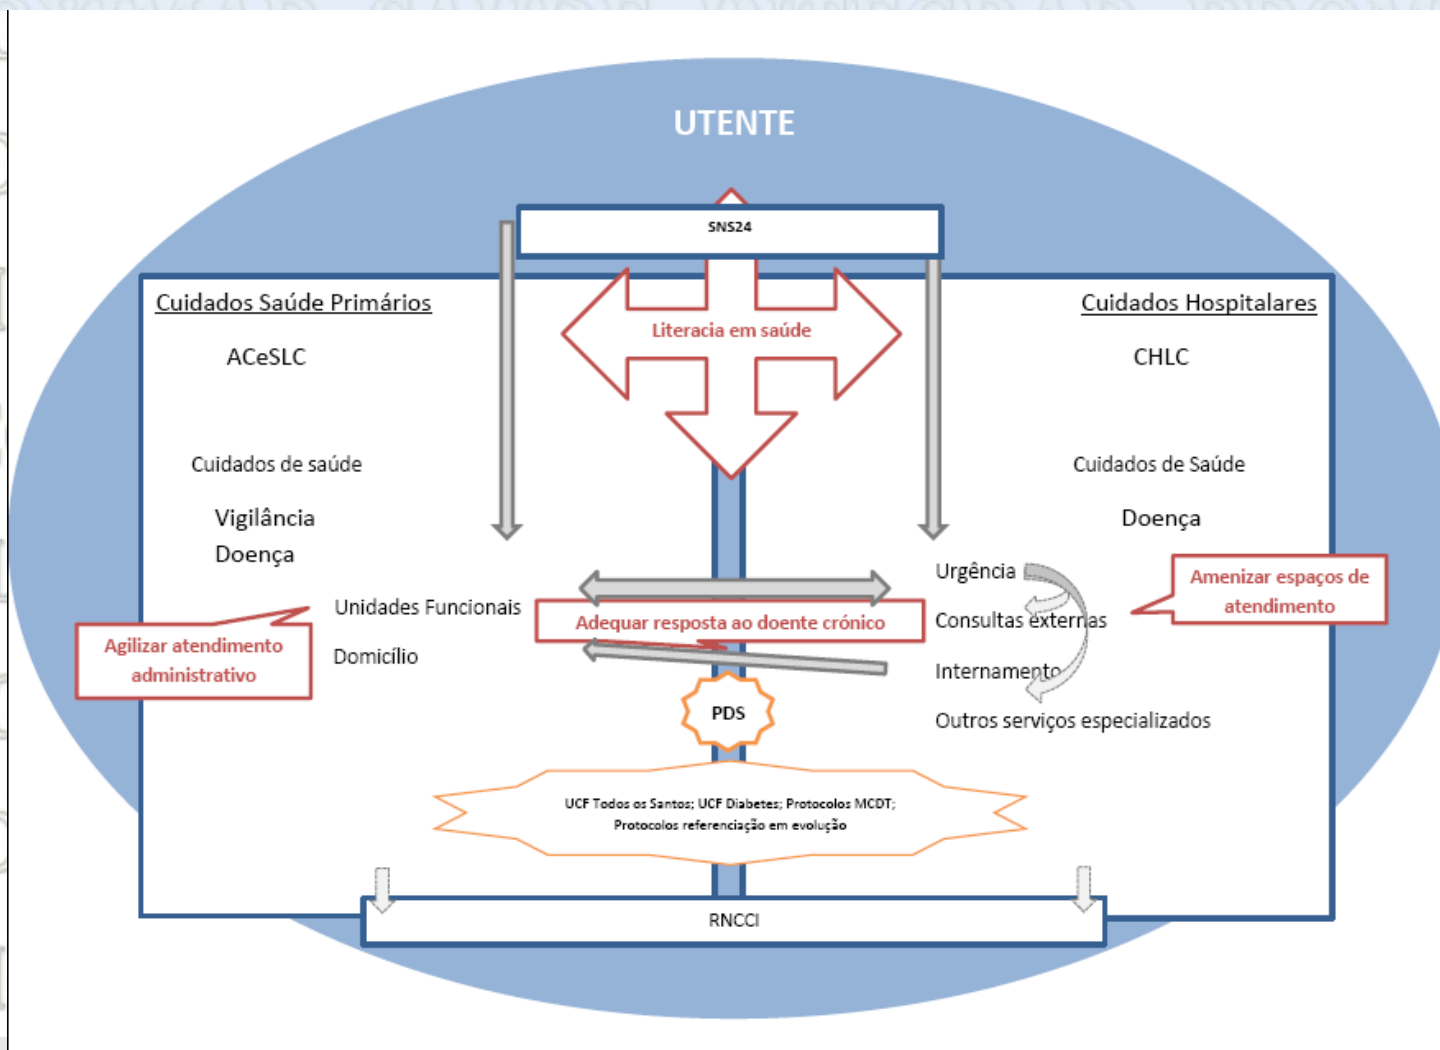 UTENTE
SNS24
Cuidados Saúde Primários
Cuidados Hospitalares
Literacia em saúde
ACeSLC
CHLC
Cuidados de saúde
Cuidados de Saúde
Vigilância
Doença
Doença
Urgência
Amenizar espaços de
atendimento
Unidades Funcionais
Adequar resposta ao doente crónico
Consultas externas
Agilizar atendimento
administrativo
Domicílio
Internamento
PDS
Outros serviços especializados
UCF Todos os Santos; UCF Diabetes; Protocolos MCDT;
Protocolos referenciação em evolução
RNCCI